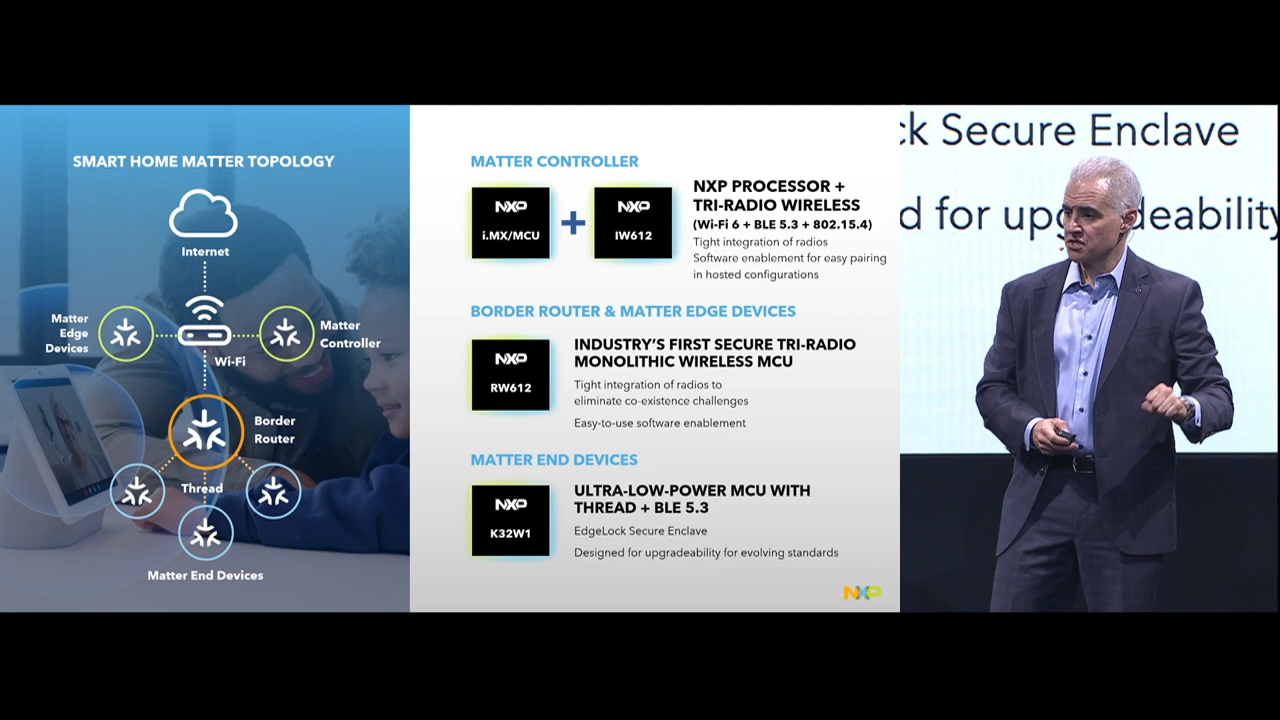 SMART HOME MATTER TOPOLOGY
Internet
Matter
Edge
Devices
Wi-Fi
Matter
Controller
Border
Router
Thread
Matter End Devices
MATTER CONTROLLER
NXP
i.MX/MCU
+
NXP
IW612
NXP PROCESSOR +
TRI-RADIO WIRELESS
(Wi-Fi 6 + BLE 5.3 + 802.15.4)
Tight integration of radios
Software enablement for easy pairing
in hosted configurations
BORDER ROUTER & MATTER EDGE DEVICES
NXP
RW612
INDUSTRY'S FIRST SECURE TRI-RADIO
MONOLITHIC WIRELESS MCU
Tight integration of radios to
eliminate co-existence challenges
Easy-to-use software enablement
MATTER END DEVICES
NXP
K32W1
ULTRA-LOW-POWER MCU WITH
THREAD + BLE 5.3
EdgeLock Secure Enclave
Designed for upgradeability for evolving standards
NXP
ck Secure Enclave
d for upgradeability